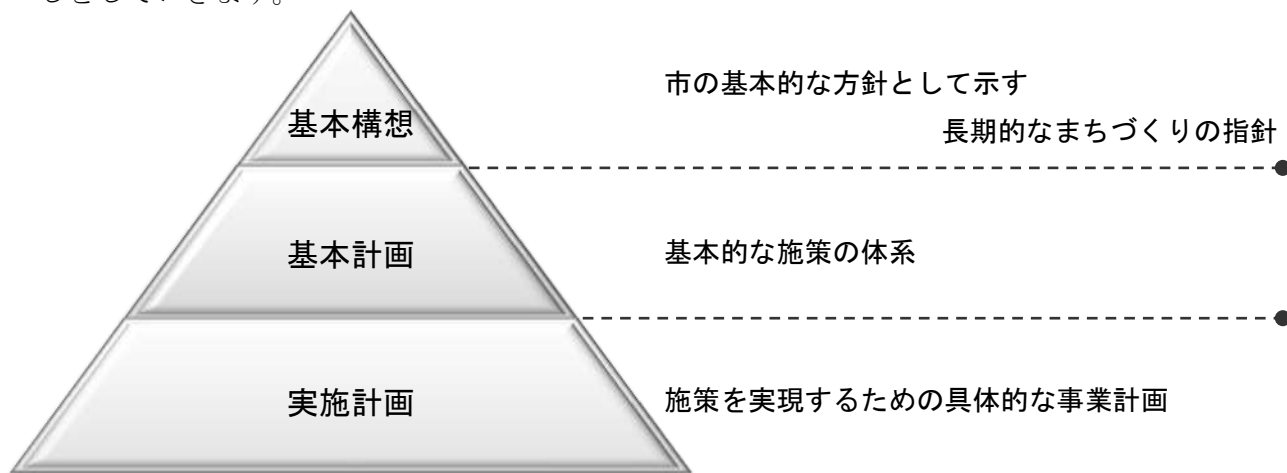 基本構想
市の基本的な方針として示す
長期的なまちづくりの指針
基本計画
基本的な施策の体系
実施計画
施策を実現するための具体的な事業計画